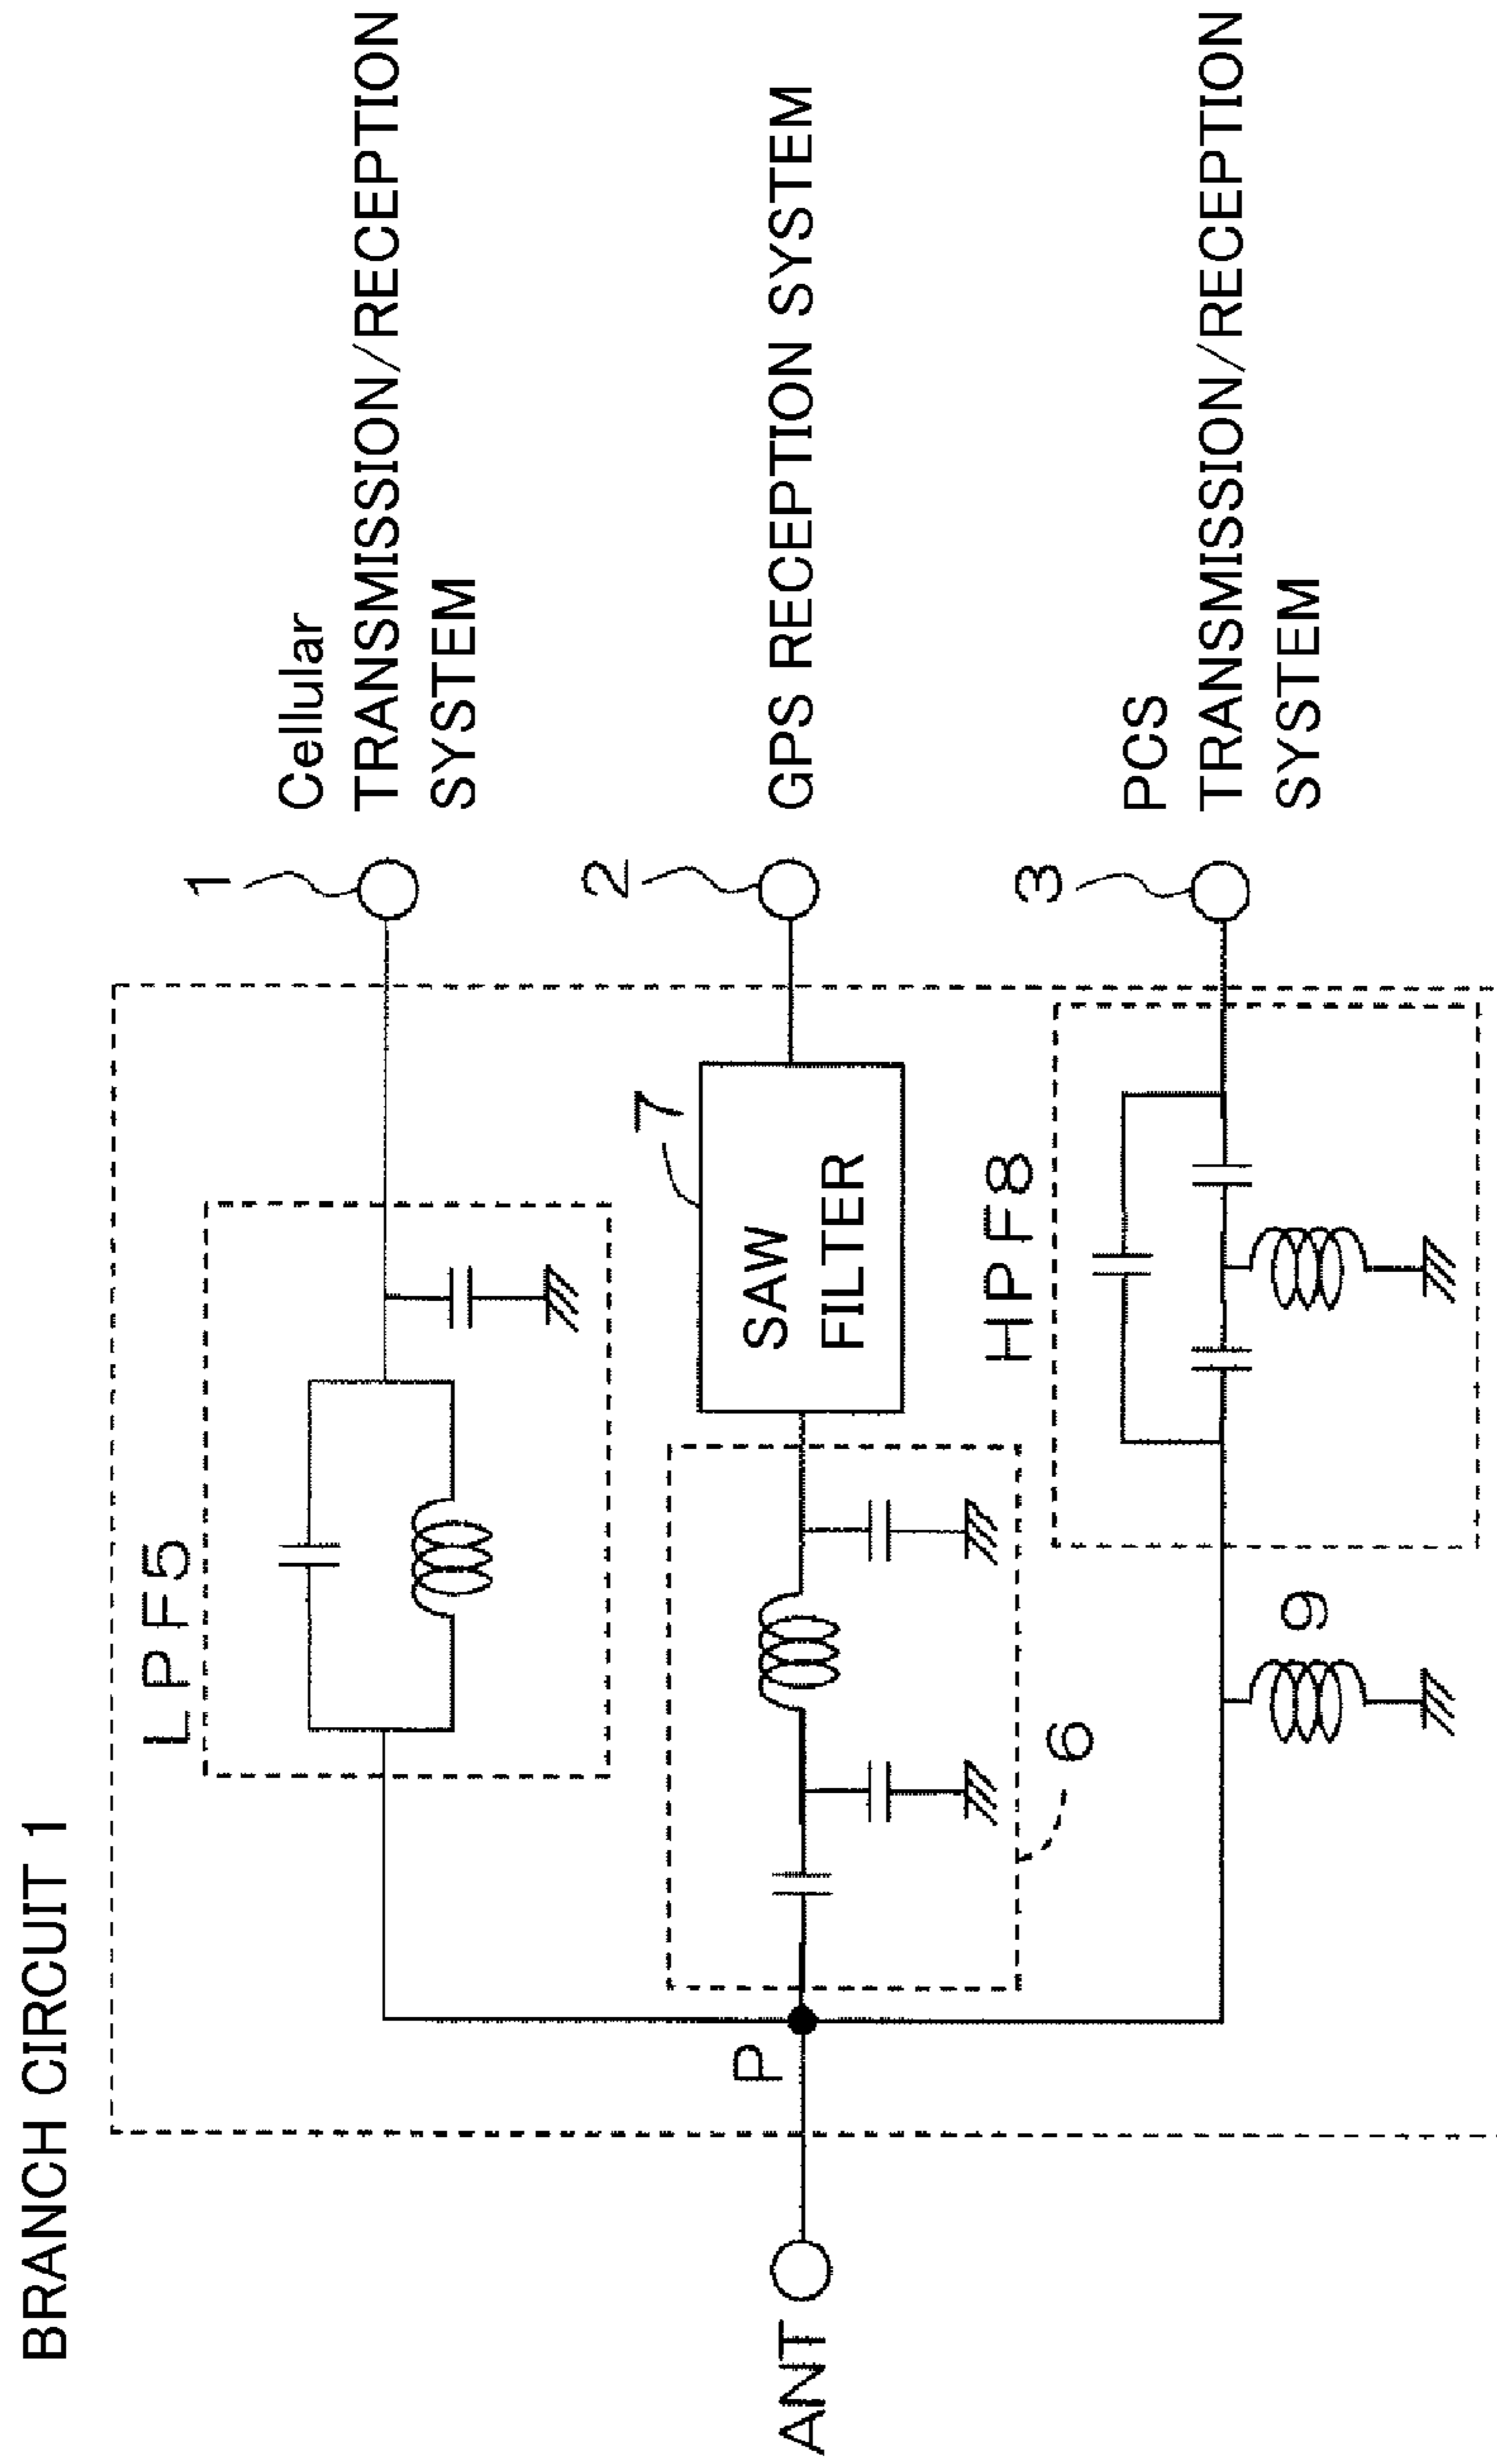 BRANCH CIRCUIT 1
LPF5
1
Cellular
TRANSMISSION/RECEPTION
SYSTEM
ANT
P
6
7
SAW
FILTER
2
GPS RECEPTION SYSTEM
9
HPF8
3
PCS
TRANSMISSION/RECEPTION
SYSTEM